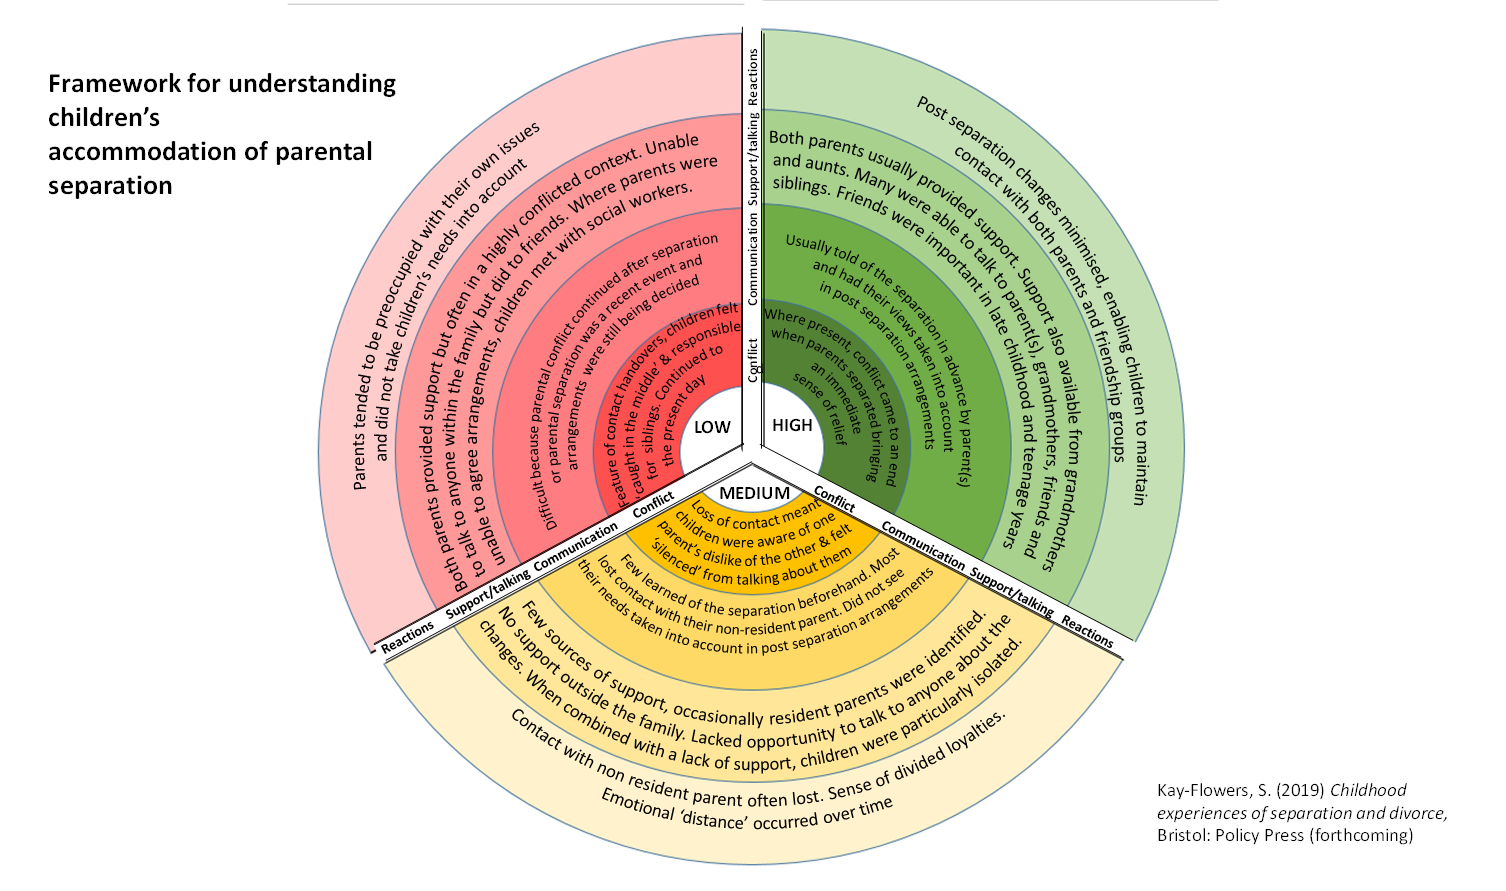 Framework for understanding
children’s
accommodation of parental
separation
Reactions
Support/talking
Communication
Conflict
LOW
Parents tended to be preoccupied with their own issues
and did not take children’s needs into account
Both parents provided support but often in a highly conflicted context. Unable
to talk to anyone within the family but did to friends. Where parents were
unable to agree arrangements, children met with social workers.
Difficult because parental conflict continued after separation
or parental separation was a recent event and
arrangements were still being decided
Feature of contact handovers, children felt
‘caught in the middle’ & responsible
for siblings. Continued to
the present day
HIGH
Post separation changes minimised, enabling children to maintain
contact with both parents and friendship groups
Both parents usually provided support. Support also available from grandmothers
and aunts. Many were able to talk to parent(s), grandmothers, friends and
siblings. Friends were important in late childhood and teenage years
Usually told of the separation in advance by parent(s)
and had their views taken into account
in post separation arrangements
Where present, conflict came to an end
when parents separated bringing
an immediate
sense of relief
Conflict
Communication
Support/talking
Reactions
Conflict
Communication
Support/talking
Reactions
MEDIUM
Loss of contact meant
children were aware of one
parent’s dislike of the other & felt
‘silenced’ from talking about them
Few learned of the separation beforehand. Most
lost contact with their non-resident parent. Did not see
their needs taken into account in post separation arrangements
Few sources of support, occasionally resident parents were identified.
No support outside the family. Lacked opportunity to talk to anyone about the
changes. When combined with a lack of support, children were particularly isolated.
Contact with non resident parent often lost. Sense of divided loyalties.
Emotional ‘distance’ occurred over time
Kay-Flowers, S. (2019) Childhood
experiences of separation and divorce,
Bristol: Policy Press (forthcoming)